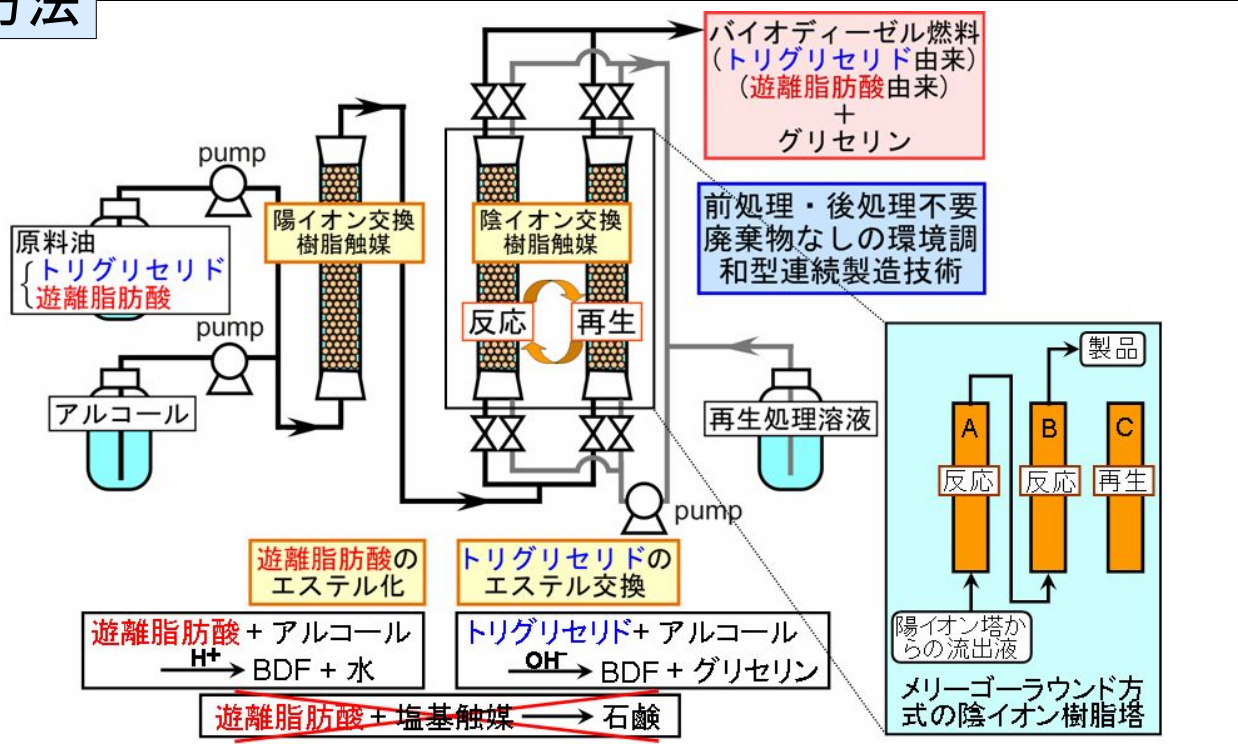 方法
バイオディーゼル燃料
(トリグリセリド由来)
(遊離脂肪酸由来)
+
グリセリン
pump
原料油
トリグリセリド
遊離脂肪酸
陽イオン交換
樹脂触媒
陰イオン交換
樹脂触媒
前処理・後処理不要
廃棄物なしの環境調
和型連続製造技術
反応
再生
pump
アルコール
再生処理溶液
pump
製品
A
B
C
反応
反応
再生
陽イオン塔か
らの流出液
メリーゴーラウンド方
式の陰イオン樹脂塔
遊離脂肪酸の
エステル化
トリグリセリドの
エステル交換
遊離脂肪酸 + アルコール
H+ BDF + 水
トリグリセリド+ アルコール
OH- BDF + グリセリン
遊離脂肪酸 + 塩基触媒 → 石鹸